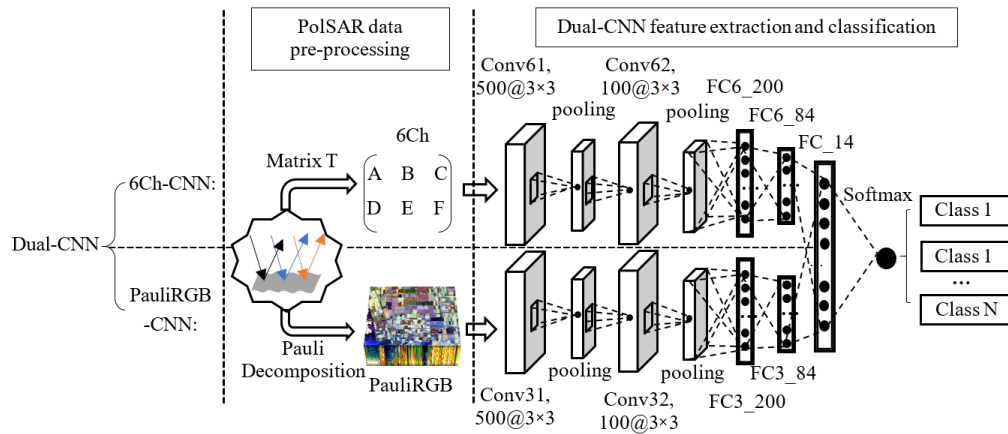 PolSAR data
pre-processing
Dual-CNN feature extraction and classification
Conv61,
500@3×3
pooling
Conv62,
100@3×3
pooling
FC6_200
FC6_84
FC_14
6Ch
Matrix T
A B C
D E F
6Ch-CNN:
Dual-CNN
PauliRGB
-CNN:
Softmax
Class 1
Class 1
...
Class N
Pauli
Decomposition
PauliRGB
pooling
pooling
Conv31,
500@3×3
Conv32,
100@3×3
FC3_84
FC3_200